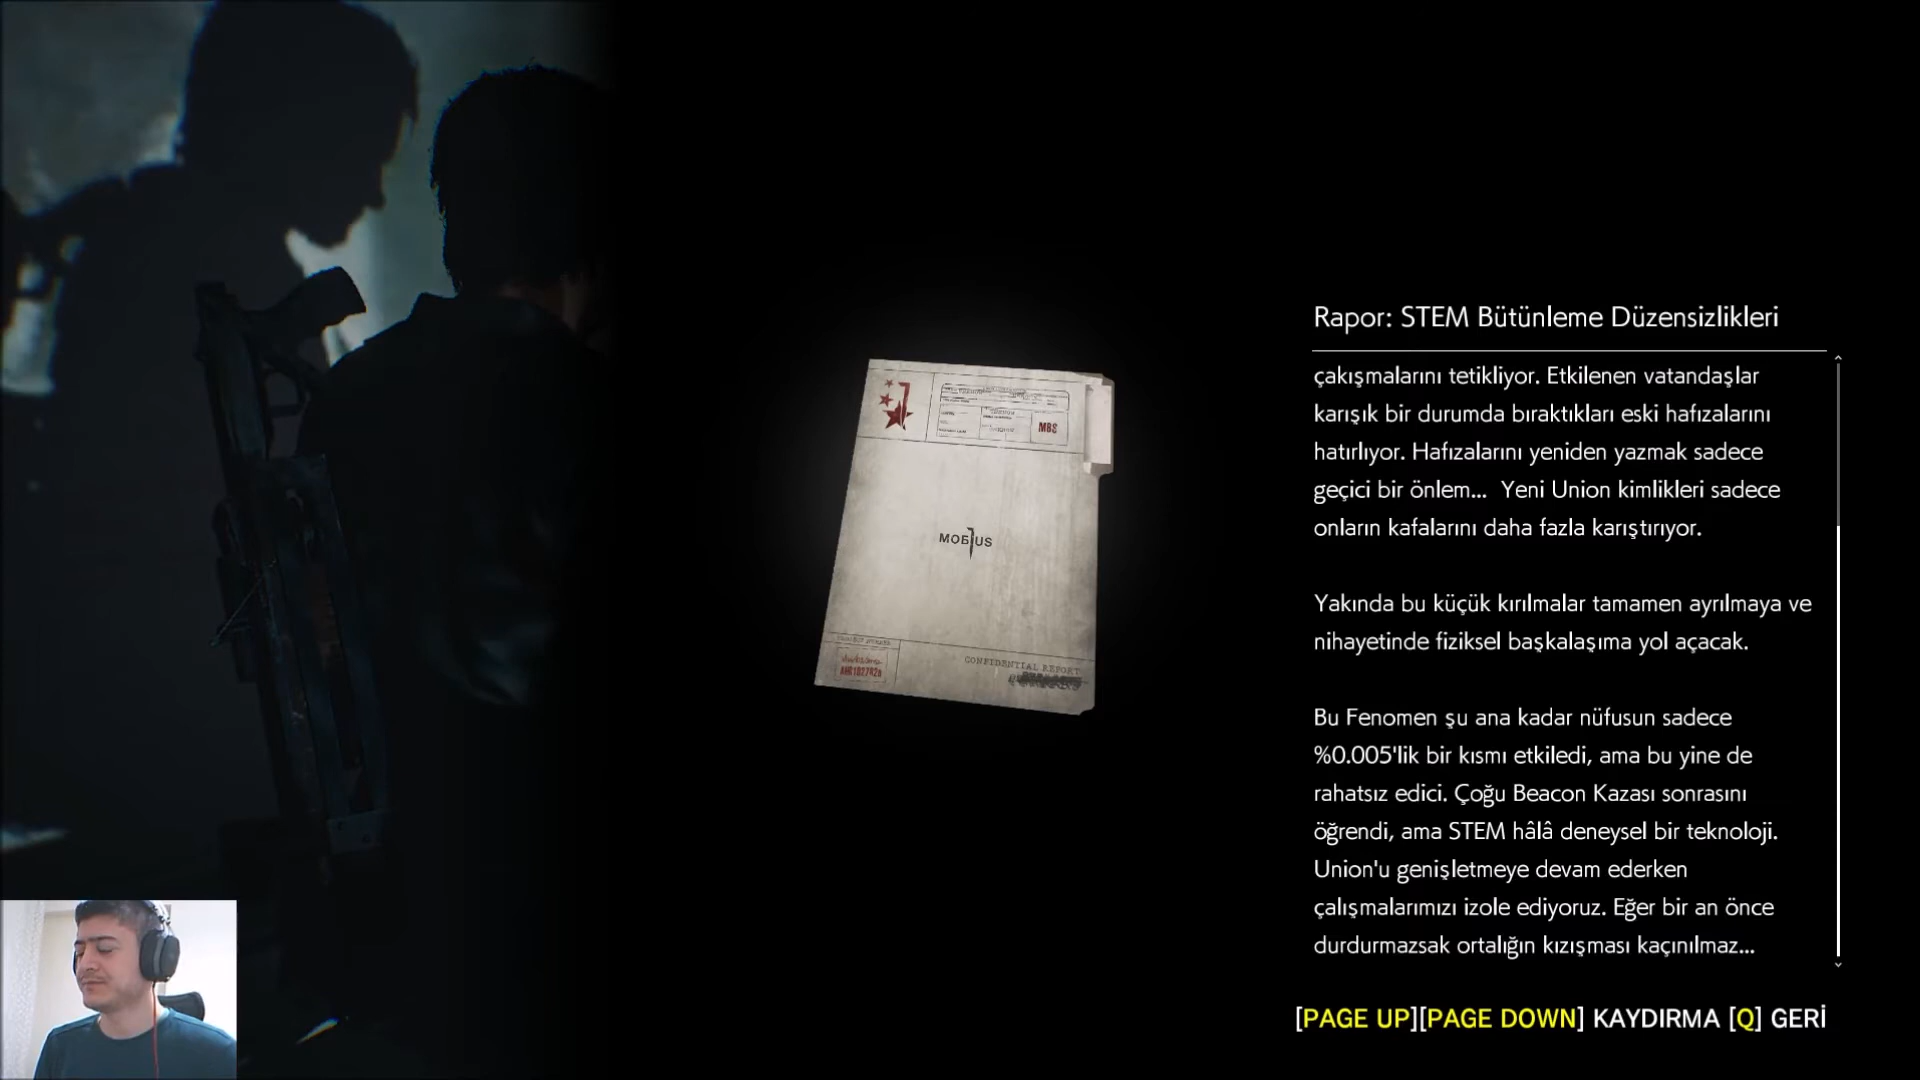 Rapor: STEM Bütünleme Düzensizlikleri
çakışmalarını tetikliyor. Etkilenen vatandaşlar
karışık bir durumda bıraktıkları eski hafızalarını
hatırlıyor. Hafızalarını yeniden yazmak sadece
geçici bir önlem... Yeni Union kimlikleri sadece
onların kafalarını daha fazla karıştırıyor.
Yakında bu küçük kırılmalar tamamen ayrılmaya ve
nihayetinde fiziksel başkalaşıma yol açacak.
Bu Fenomen şu ana kadar nüfusun sadece
%0.005'lik bir kısmı etkiledi, ama bu yine de
rahatsız edici. Çoğu Beacon Kazası sonrasını
öğrendi, ama STEM hâlâ deneysel bir teknoloji.
Union'u genişletmeye devam ederken
çalışmalarımızı izole ediyoruz. Eğer bir an önce
durdurmazsak ortalığın kızışması kaçınılmaz...
[PAGE UP][PAGE DOWN] KAYDIRMA [Q] GERİ
MBS
MOBIUS
CONFIDENTIAL REPORT